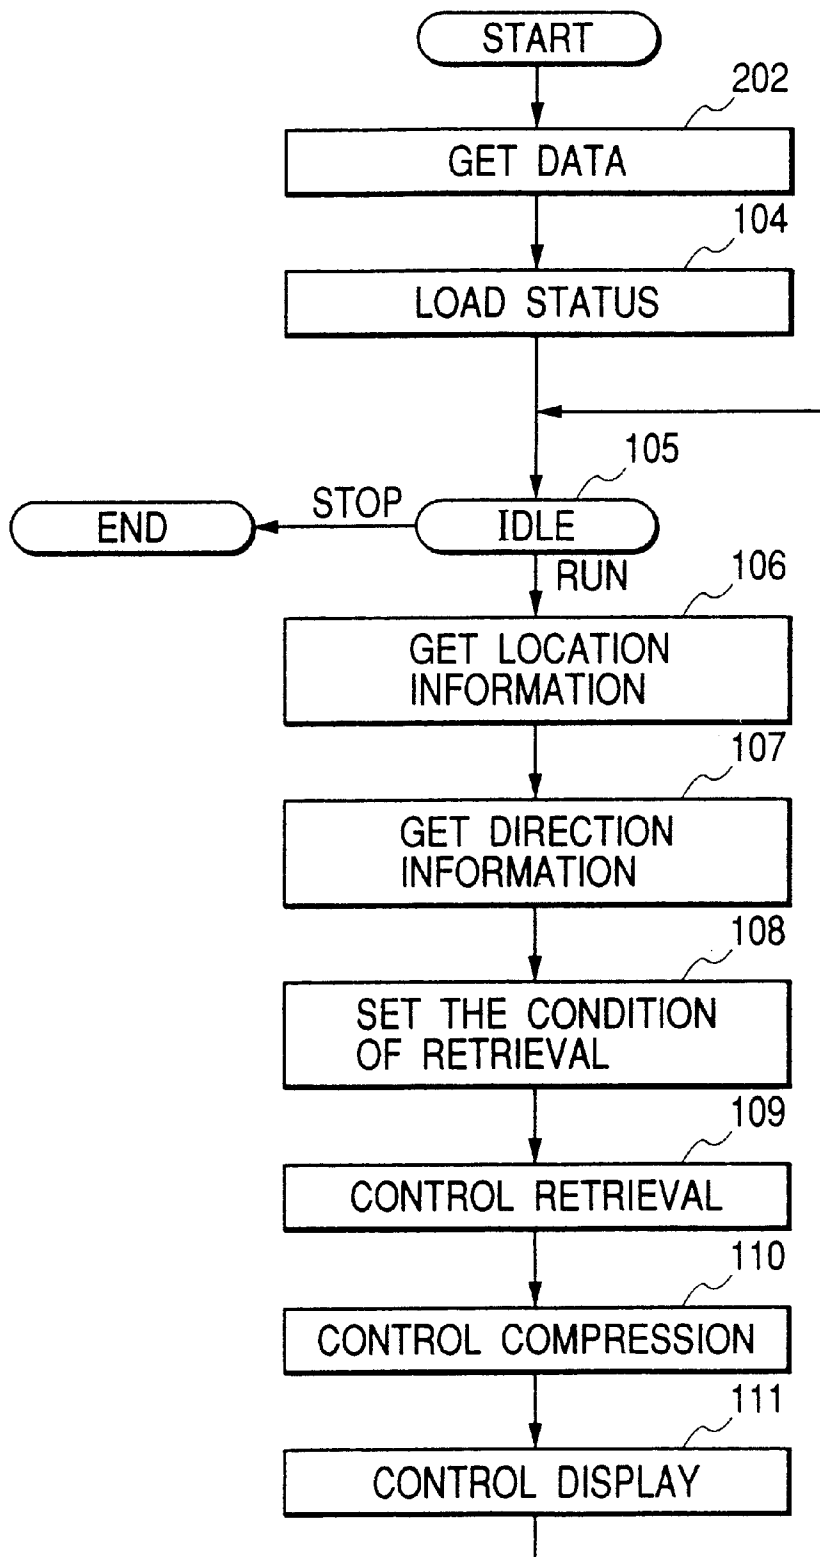 START
202
GET DATA
104
LOAD STATUS
105
STOP
END
IDLE
RUN
106
GET LOCATION
INFORMATION
107
GET DIRECTION
INFORMATION
108
SET THE CONDITION
OF RETRIEVAL
109
CONTROL RETRIEVAL
110
CONTROL COMPRESSION
111
CONTROL DISPLAY